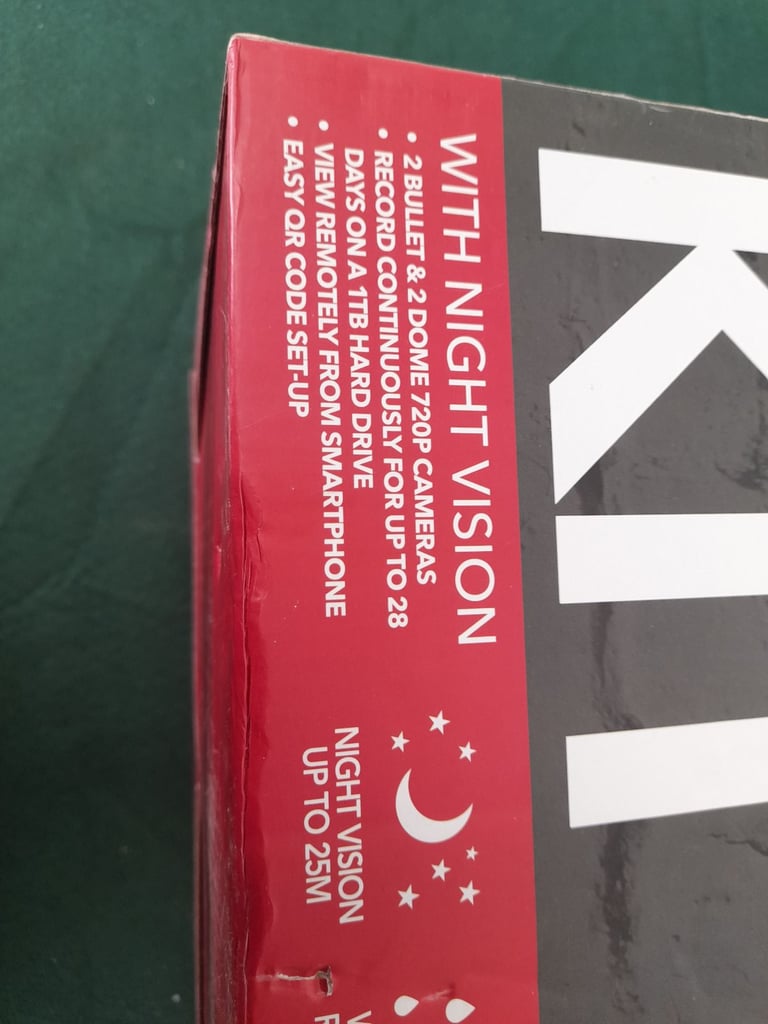 WITH NIGHT VISION
• 2 BULLET & 2 DOME 720P CAMERAS
• RECORD CONTINUOUSLY FOR UP TO 28
DAYS ON A 1TB HARD DRIVE
• VIEW REMOTELY FROM SMARTPHONE
• EASY QR CODE SET-UP
NIGHT VISION
UP TO 25M